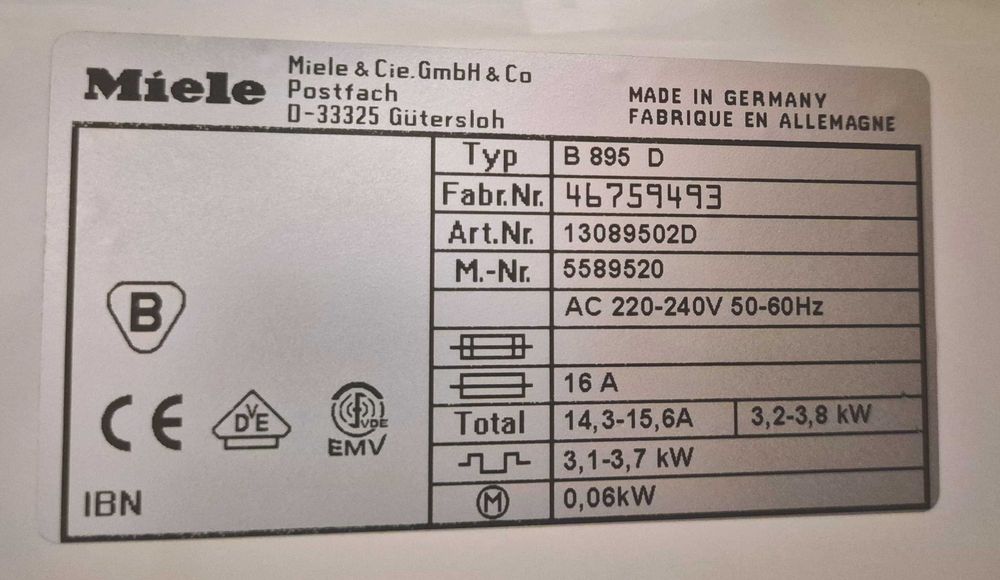 Miele
Miele & Cie.GmbH & Co
Postfach
D-33325 Gütersloh
MADE IN GERMANY
FABRIQUE EN ALLEMAGNE
Typ B 895 D
Fabr.Nr. 46759493
Art.Nr. 13089502D
M.-Nr. 5589520
AC 220-240V 50-60Hz
16 A
Total 14,3-15,6A 3,2-3,8 kW
3,1-3,7 kW
M 0,06kW
B
CE
DVE
VDE
EMV
IBN